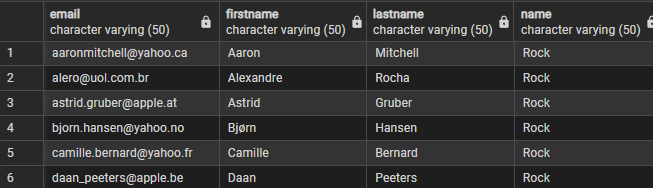 email firstname lastname name
character varying (50) character varying (50) character varying (50) character varying (50)
1 aaronmitchell@yahoo.ca Aaron Mitchell Rock
2 alero@uol.com.br Alexandre Rocha Rock
3 astrid.gruber@apple.at Astrid Gruber Rock
4 bjorn.hansen@yahoo.no Bjørn Hansen Rock
5 camille.bernard@yahoo.fr Camille Bernard Rock
6 daan_peeters@apple.be Daan Peeters Rock